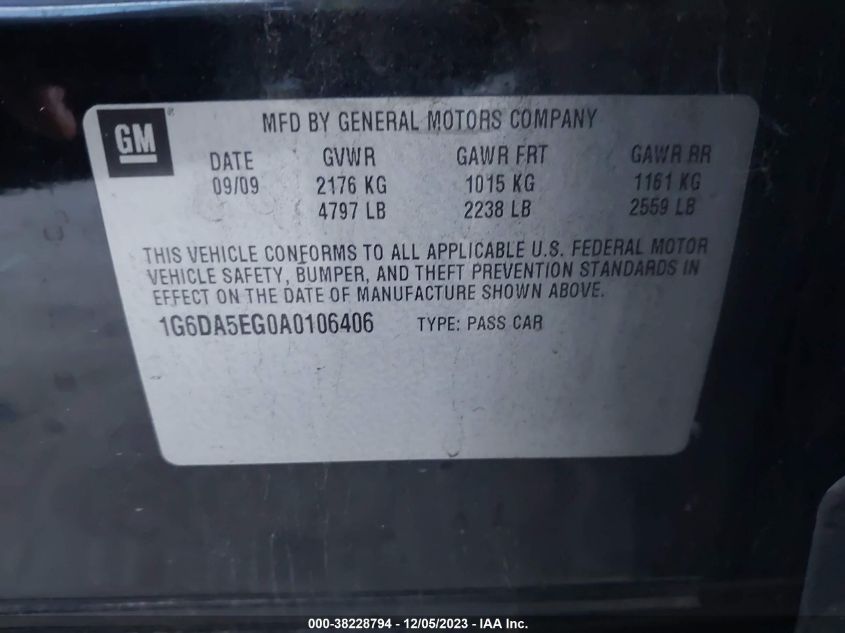 GM®
MFD BY GENERAL MOTORS COMPANY
DATE GVWR GAWR FRT GAWR RR
09/09 2176 KG 1015 KG 1161 KG
4797 LB 2238 LB 2559 LB
THIS VEHICLE CONFORMS TO ALL APPLICABLE U.S. FEDERAL MOTOR
VEHICLE SAFETY, BUMPER, AND THEFT PREVENTION STANDARDS IN
EFFECT ON THE DATE OF MANUFACTURE SHOWN ABOVE.
1G6DA5EG0A0106406 TYPE: PASS CAR
000-38228794 - 12/05/2023 - IAA Inc.